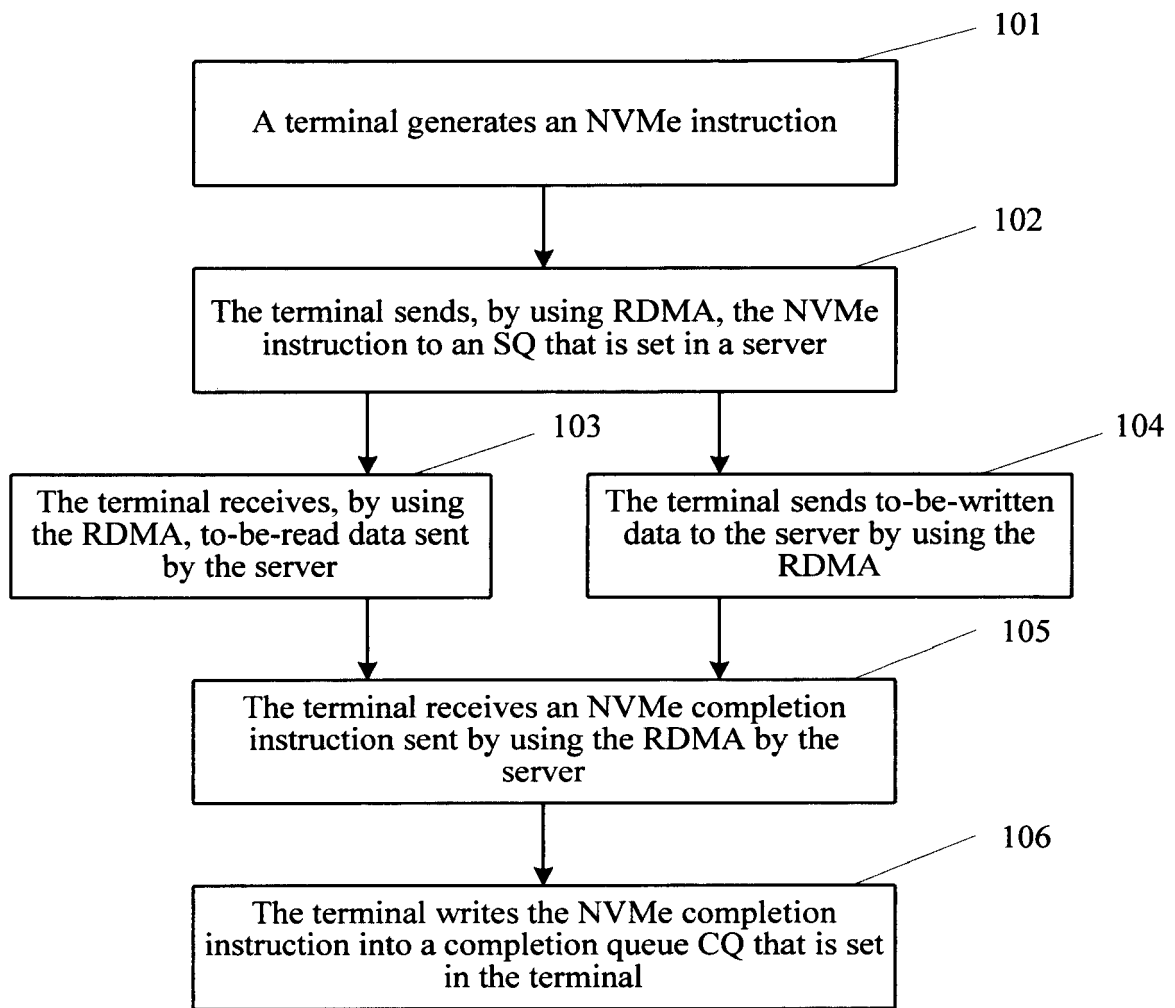 101
A terminal generates an NVMe instruction
102
The terminal sends, by using RDMA, the NVMe
instruction to an SQ that is set in a server
103
The terminal receives, by using
the RDMA, to-be-read data sent
by the server
104
The terminal sends to-be-written
data to the server by using the
RDMA
105
The terminal receives an NVMe completion
instruction sent by using the RDMA by the
server
106
The terminal writes the NVMe completion
instruction into a completion queue CQ that is set
in the terminal